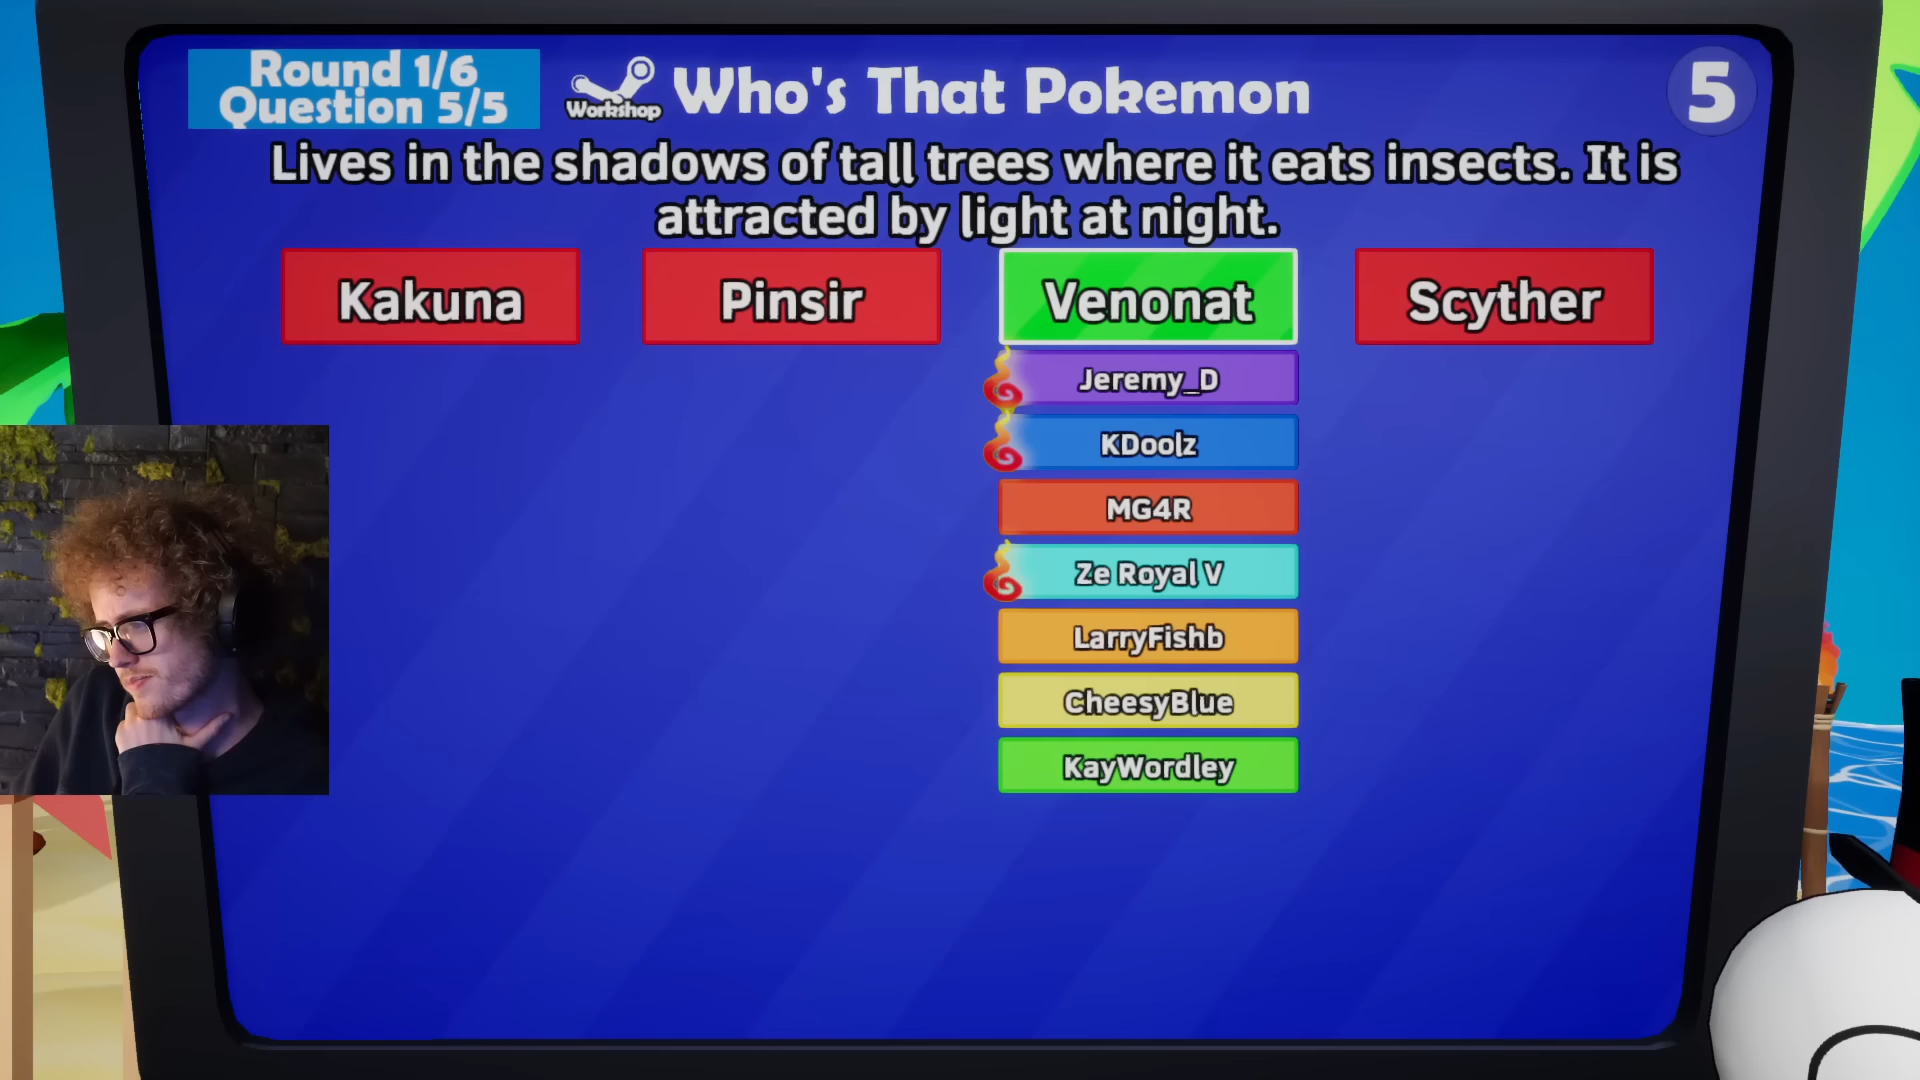 Round 1/6
Question 5/5
Workshop
Who's That Pokemon
5
Lives in the shadows of tall trees where it eats insects. It is
attracted by light at night.
Kakuna
Pinsir
Venonat
Scyther
Jeremy_D
KDoolz
MG4R
Ze Royal V
LarryFishb
CheesyBlue
KayWordley